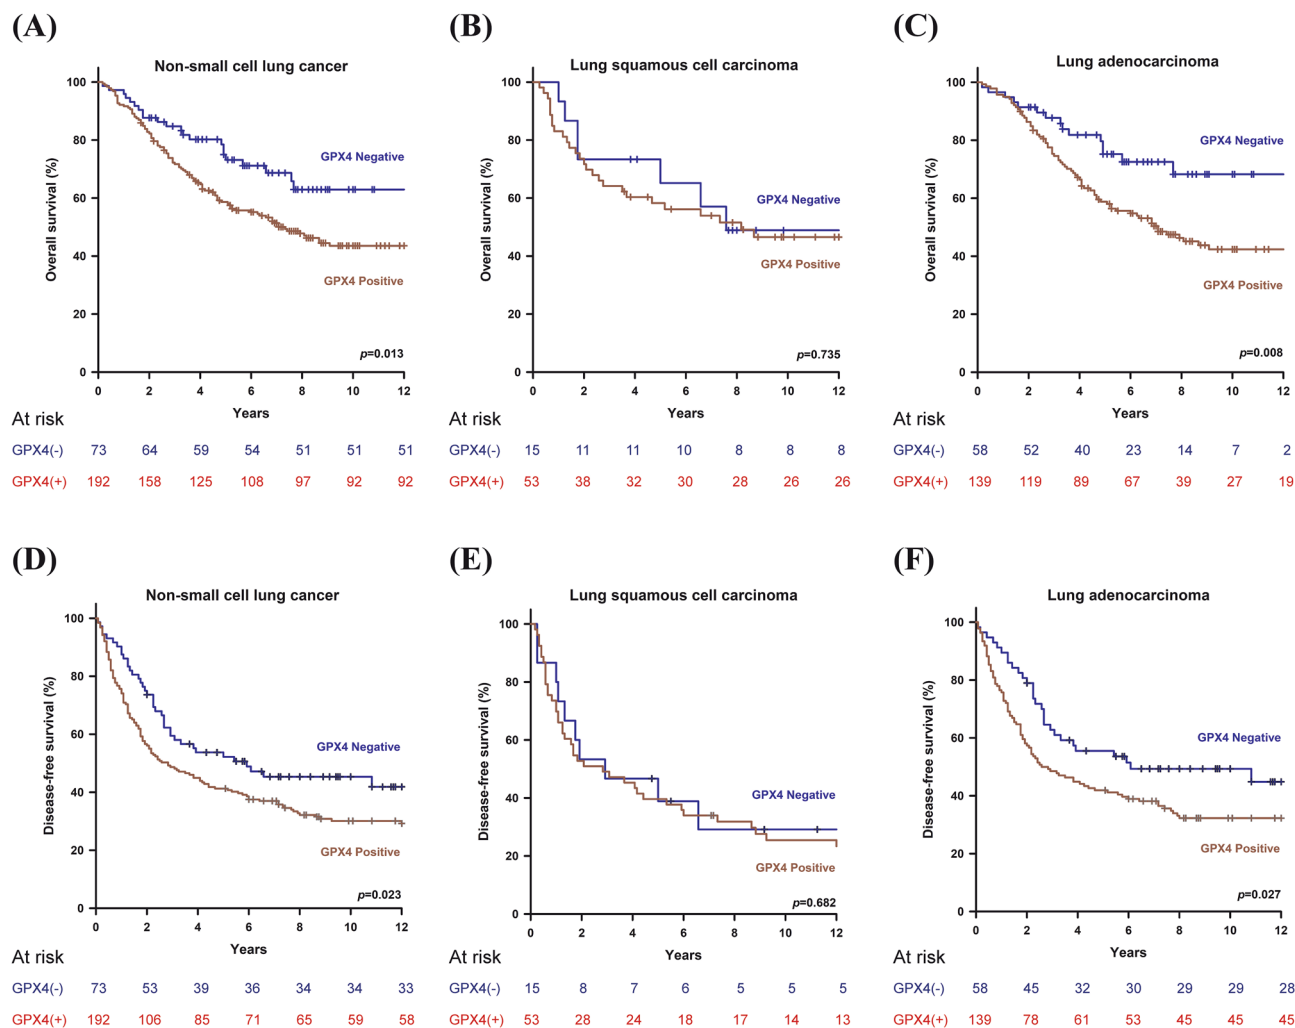 (A)
Non-small cell lung cancer
Overall survival (%)
100
80
60
40
20
0
GPX4 Negative
GPX4 Positive
p=0.013
0 2 4 6 8 10 12
Years
At risk
GPX4(-) 73 64 59 54 51 51 51
GPX4(+) 192 158 125 108 97 92 92
(B)
Lung squamous cell carcinoma
Overall survival (%)
100
80
60
40
20
0
GPX4 Negative
GPX4 Positive
p=0.735
0 2 4 6 8 10 12
Years
At risk
GPX4(-) 15 11 11 10 8 8 8
GPX4(+) 53 38 32 30 28 26 26
(C)
Lung adenocarcinoma
Overall survival (%)
100
80
60
40
20
0
GPX4 Negative
GPX4 Positive
p=0.008
0 2 4 6 8 10 12
Years
At risk
GPX4(-) 58 52 40 23 14 7 2
GPX4(+) 139 119 89 67 39 27 19
(D)
Non-small cell lung cancer
Disease-free survival (%)
100
80
60
40
20
0
GPX4 Negative
GPX4 Positive
p=0.023
0 2 4 6 8 10 12
Years
At risk
GPX4(-) 73 53 39 36 34 34 33
GPX4(+) 192 106 85 71 65 59 58
(E)
Lung squamous cell carcinoma
Disease-free survival (%)
100
80
60
40
20
0
GPX4 Negative
GPX4 Positive
p=0.682
0 2 4 6 8 10 12
Years
At risk
GPX4(-) 15 8 7 6 5 5 5
GPX4(+) 53 28 24 18 17 14 13
(F)
Lung adenocarcinoma
Disease-free survival (%)
100
80
60
40
20
0
GPX4 Negative
GPX4 Positive
p=0.027
0 2 4 6 8 10 12
Years
At risk
GPX4(-) 58 45 32 30 29 29 28
GPX4(+) 139 78 61 53 45 45 45